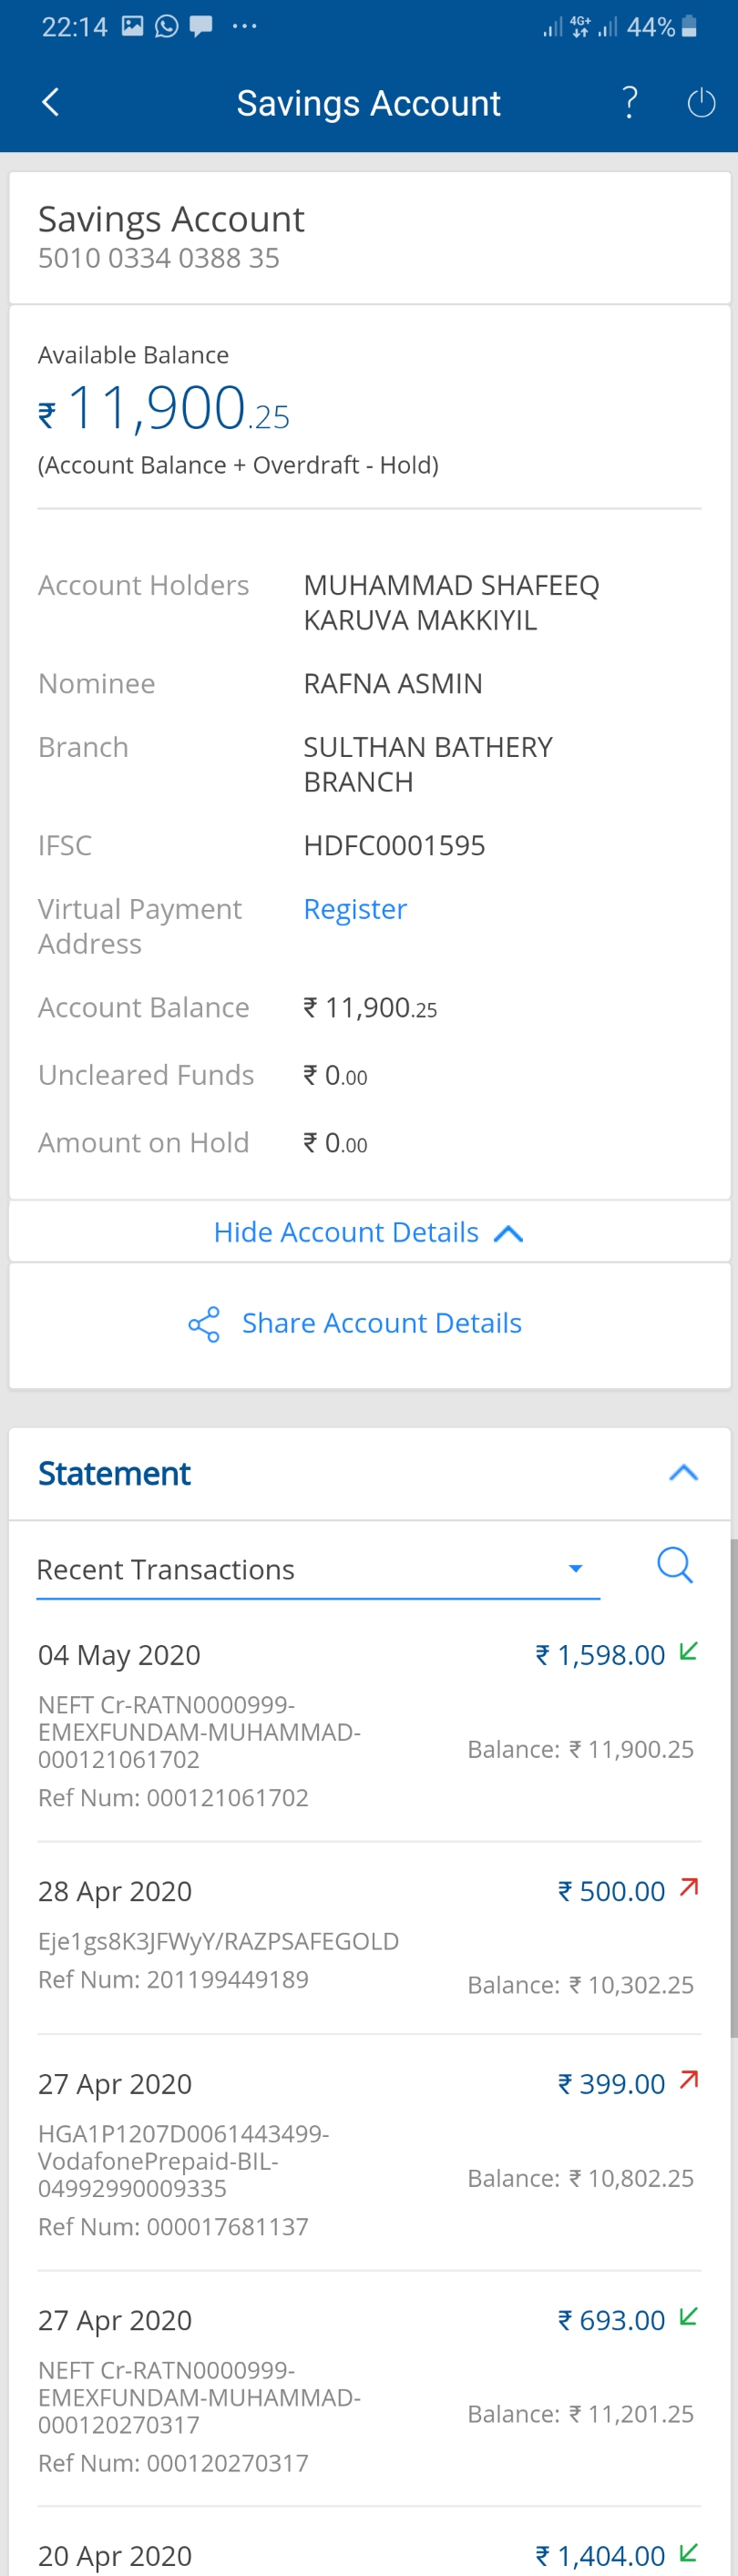 22:14 4G+ 44%
Savings Account ?
Savings Account
5010 0334 0388 35
Available Balance
₹ 11,900.25
(Account Balance + Overdraft - Hold)
Account Holders MUHAMMAD SHAFEEQ
KARUVA MAKKIYIL
Nominee RAFNA ASMIN
Branch SULTHAN BATHERY
BRANCH
IFSC HDFC0001595
Virtual Payment Register
Address
Account Balance ₹ 11,900.25
Uncleared Funds ₹ 0.00
Amount on Hold ₹ 0.00
Hide Account Details
Share Account Details
Statement
Recent Transactions
04 May 2020 ₹ 1,598.00
NEFT Cr-RATN0000999-
EMEXFUNDAM-MUHAMMAD-
000121061702
Balance: ₹ 11,900.25
Ref Num: 000121061702
28 Apr 2020 ₹ 500.00
Eje1gs8K3JFWyY/RAZPSAFEGOLD
Ref Num: 201199449189 Balance: ₹ 10,302.25
27 Apr 2020 ₹ 399.00
HGA1P1207D0061443499-
VodafonePrepaid-BIL-
04992990009335
Balance: ₹ 10,802.25
Ref Num: 000017681137
27 Apr 2020 ₹ 693.00
NEFT Cr-RATN0000999-
EMEXFUNDAM-MUHAMMAD-
000120270317
Balance: ₹ 11,201.25
Ref Num: 000120270317
20 Apr 2020 ₹ 1,404.00